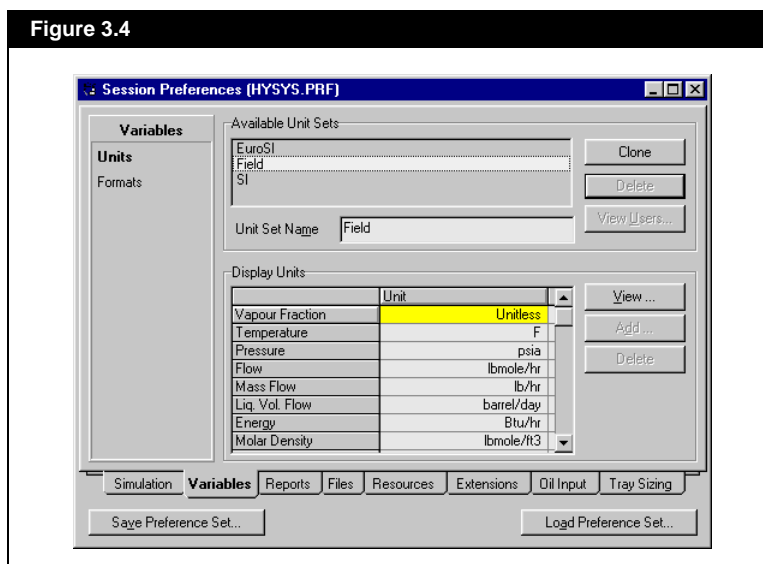 Figure 3.4
Session Preferences (HYSYS.PRF)
Variables
Units
Formats
Available Unit Sets
EuroSI
Field
SI
Clone
Delete
View Users...
Unit Set Name Field
Display Units
Unit
Vapour Fraction Unitless
Temperature F
Pressure psia
Flow lbmole/hr
Mass Flow lb/hr
Liq. Vol. Flow barrel/day
Energy Btu/hr
Molar Density lbmole/ft3
View ...
Add ...
Delete
Simulation Variables Reports Files Resources Extensions Oil Input Tray Sizing
Save Preference Set... Load Preference Set...